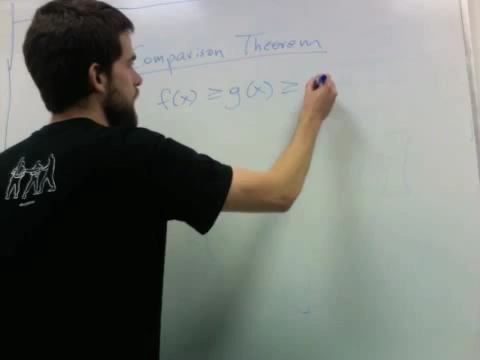 Comparison Theorem
f(x) ≥ g(x) ≥